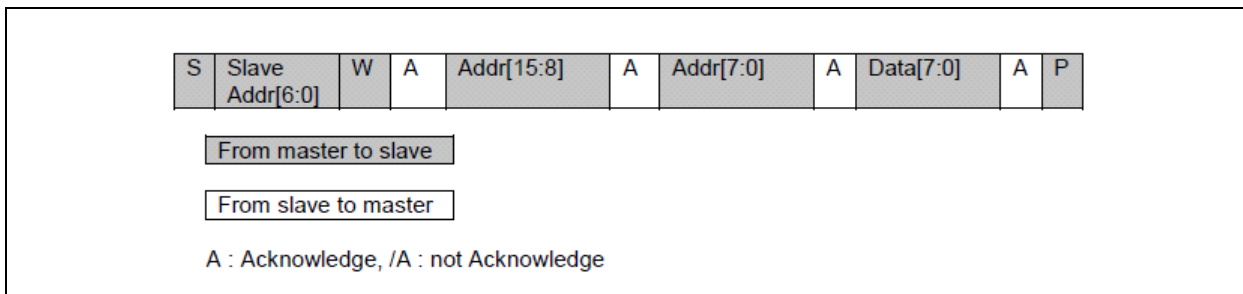 S Slave Addr[6:0] W A Addr[15:8] A Addr[7:0] A Data[7:0] A P
From master to slave
From slave to master
A : Acknowledge, /A : not Acknowledge